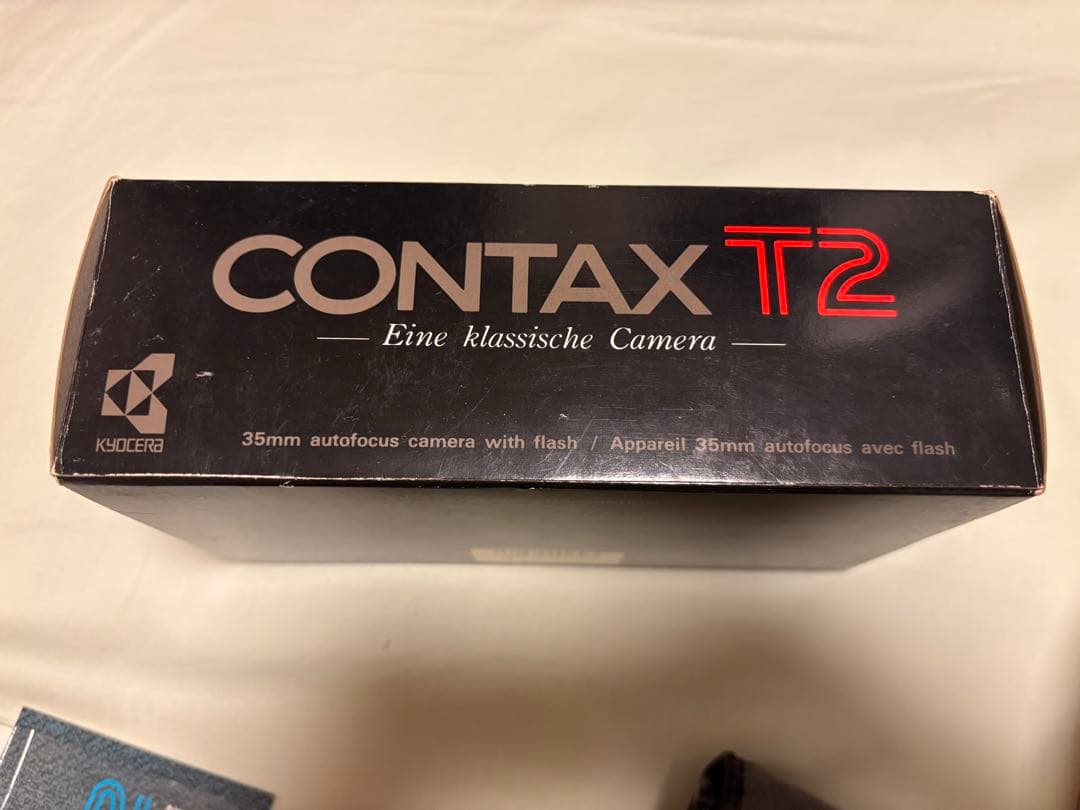 CONTAX T2
Eine klassische Camera
KYOCERA
35mm autofocus camera with flash / Appareil 35mm autofocus avec flash